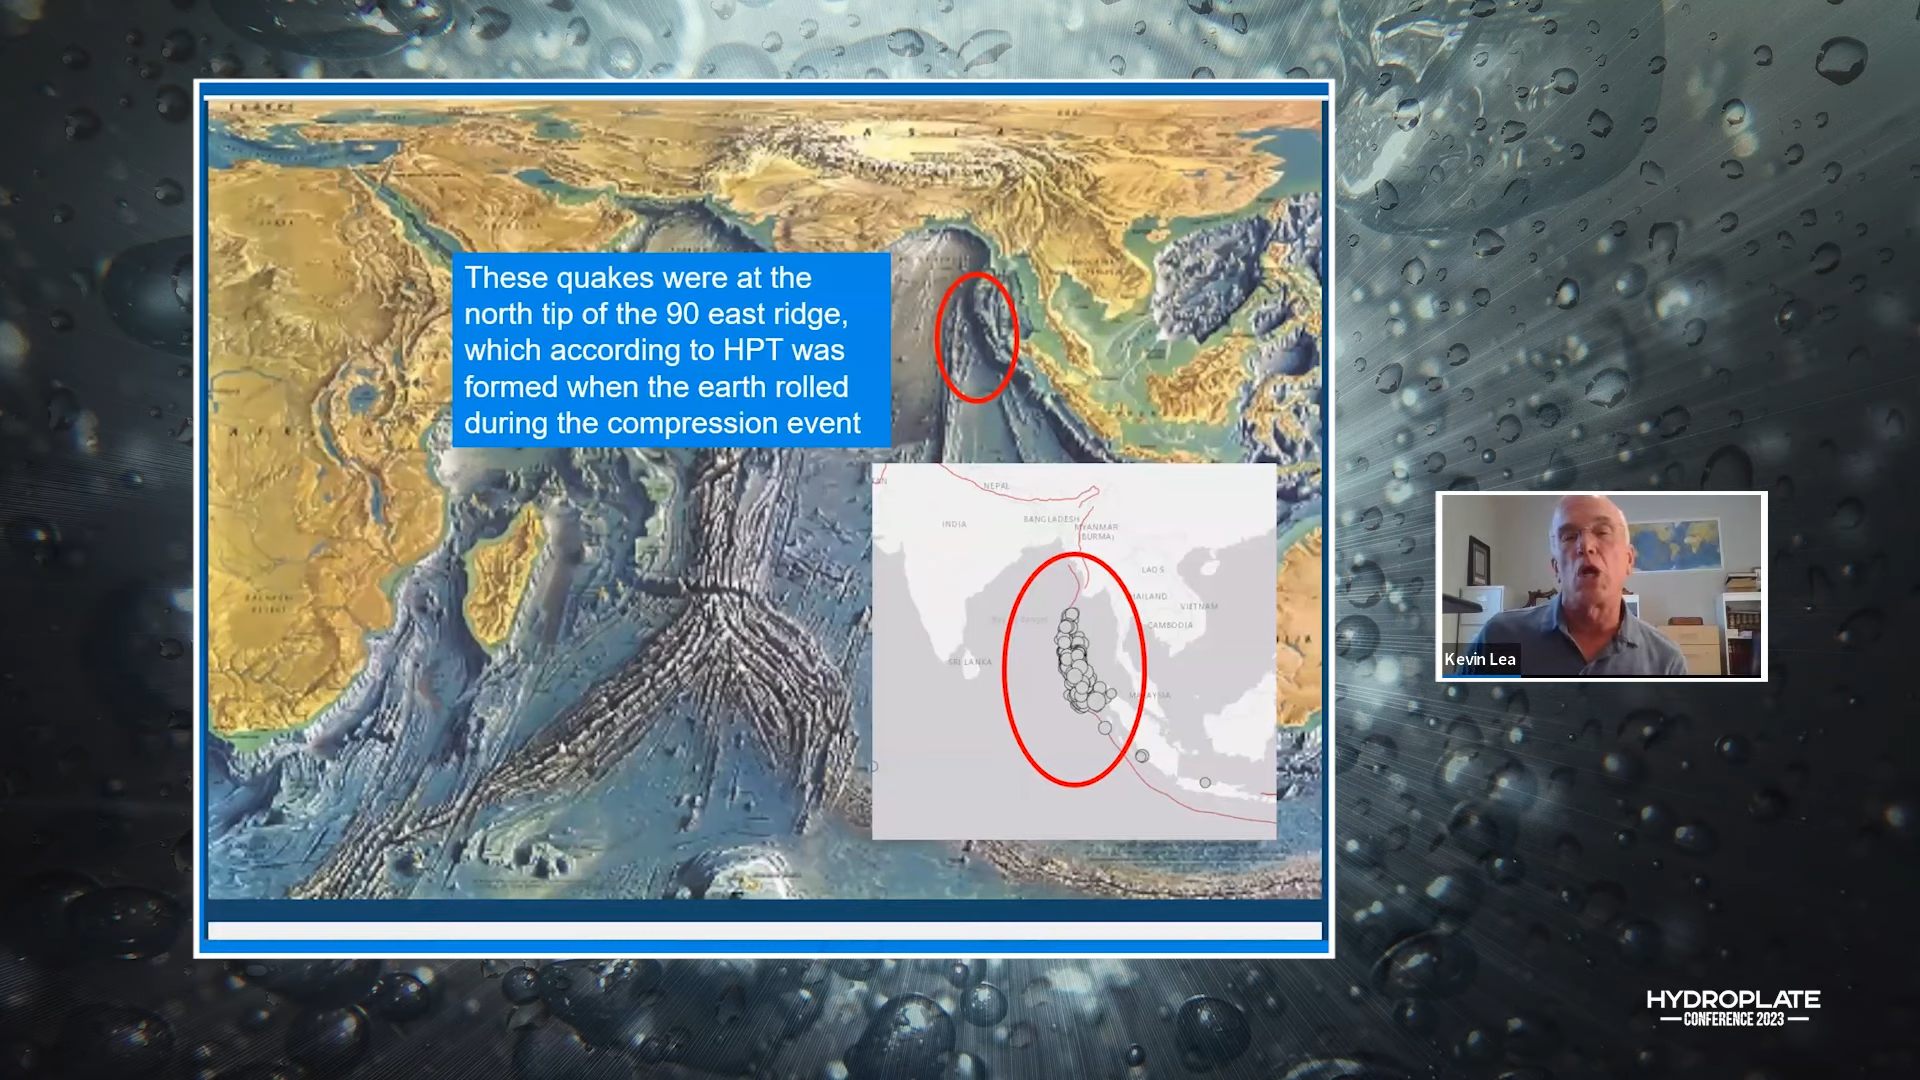 These quakes were at the
north tip of the 90 east ridge,
which according to HPT was
formed when the earth rolled
during the compression event
NEPAL
INDIA
BANGLADESH
MYANMAR
(BURMA)
LAOS
VIETNAM
CAMBODIA
SRI LANKA
Kevin Lea
HYDROPLATE
CONFERENCE 2023